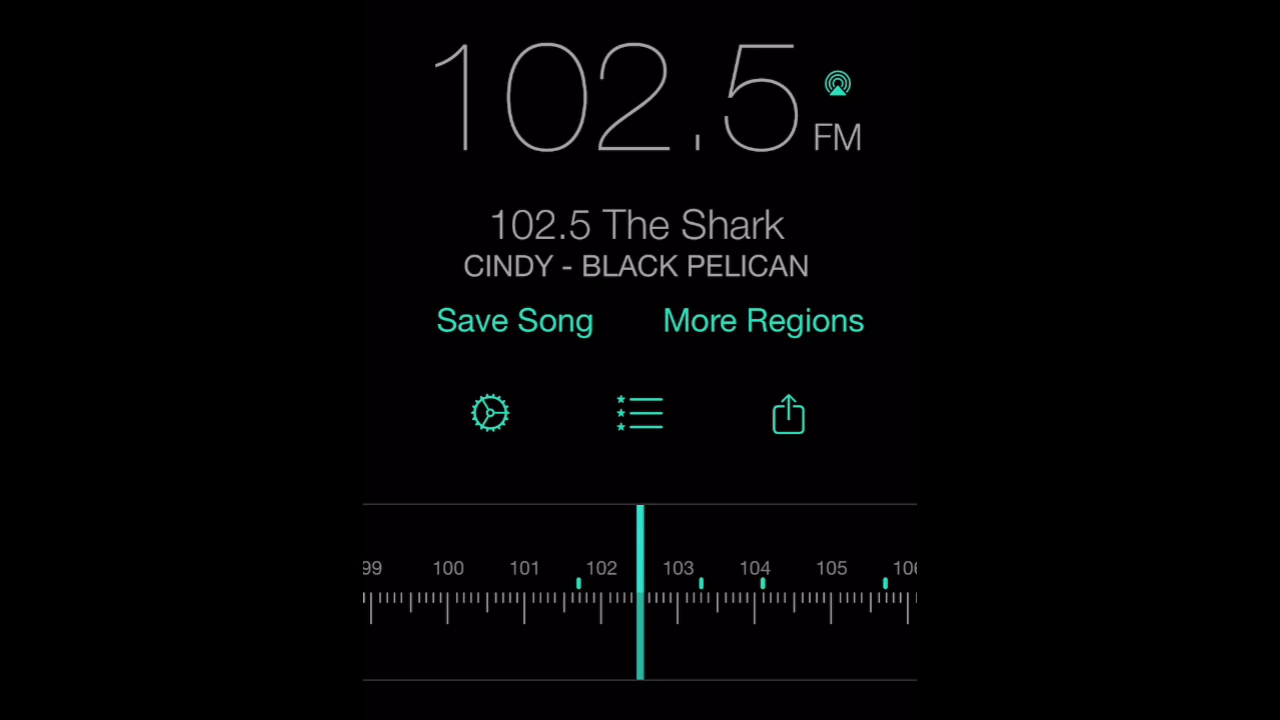 102.5 FM
102.5 The Shark
CINDY - BLACK PELICAN
Save Song More Regions
99 100 101 102 103 104 105 106